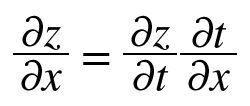 ∂z/∂x = ∂z/∂t ∂t/∂x